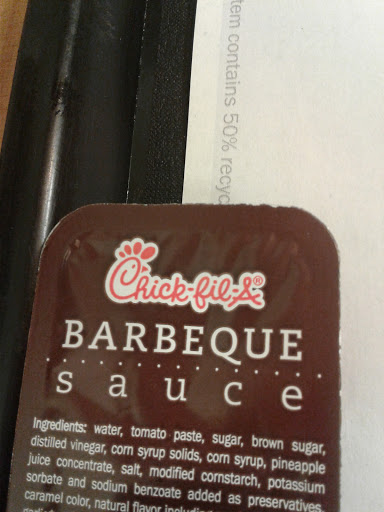 tem contains 50% recyc
Chick-fil-A®
BARBEQUE
sauce
Ingredients: water, tomato paste, sugar, brown sugar,
distilled vinegar, corn syrup solids, corn syrup, pineapple
juice concentrate, salt, modified cornstarch, potassium
sorbate and sodium benzoate added as preservatives,
caramel color, natural flavor